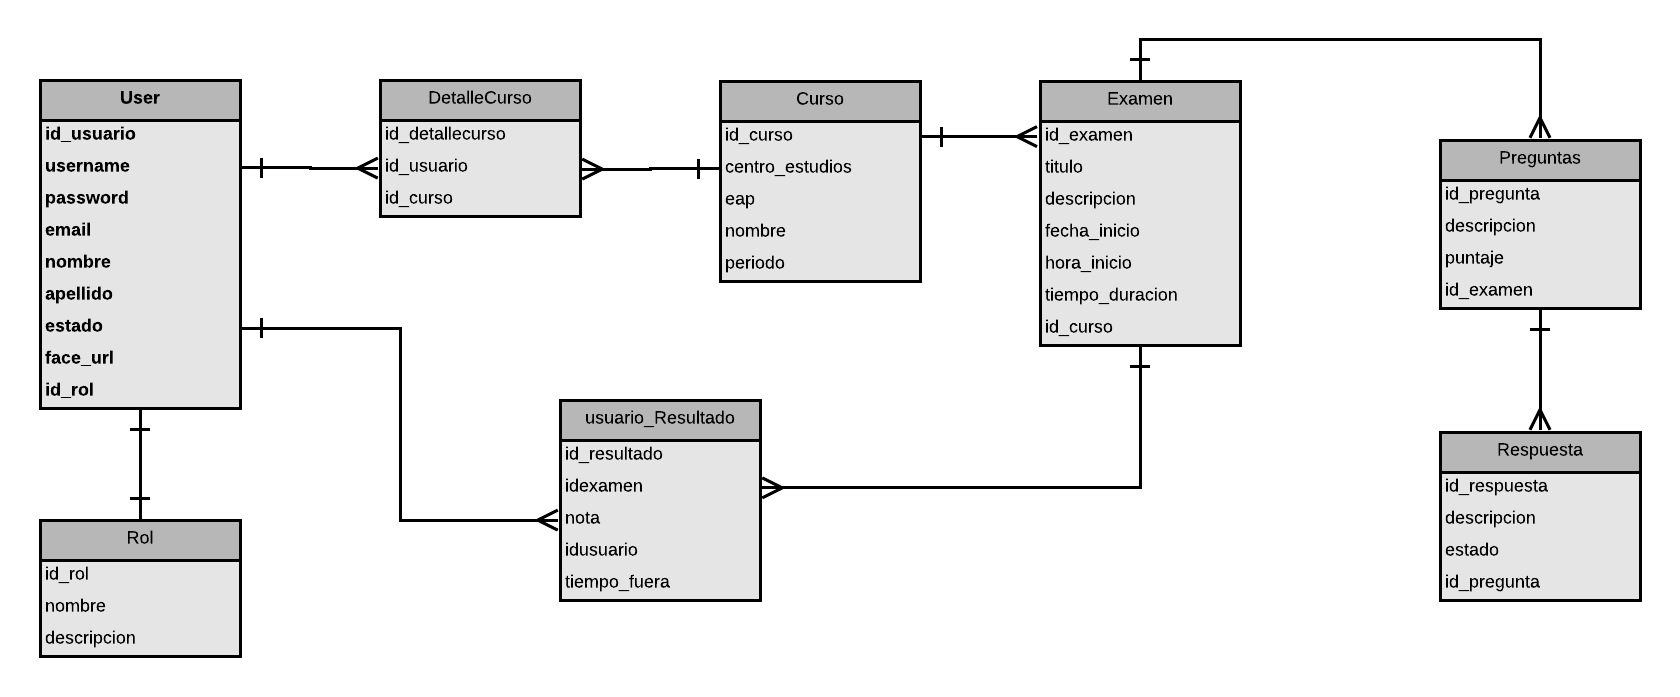 User
id_usuario
username
password
email
nombre
apellido
estado
face_url
id_rol
DetalleCurso
id_detallecurso
id_usuario
id_curso
Curso
id_curso
centro_estudios
eap
nombre
periodo
Examen
id_examen
titulo
descripcion
fecha_inicio
hora_inicio
tiempo_duracion
id_curso
Preguntas
id_pregunta
descripcion
puntaje
id_examen
usuario_Resultado
id_resultado
idexamen
nota
idusuario
tiempo_fuera
Respuesta
id_respuesta
descripcion
estado
id_pregunta
Rol
id_rol
nombre
descripcion